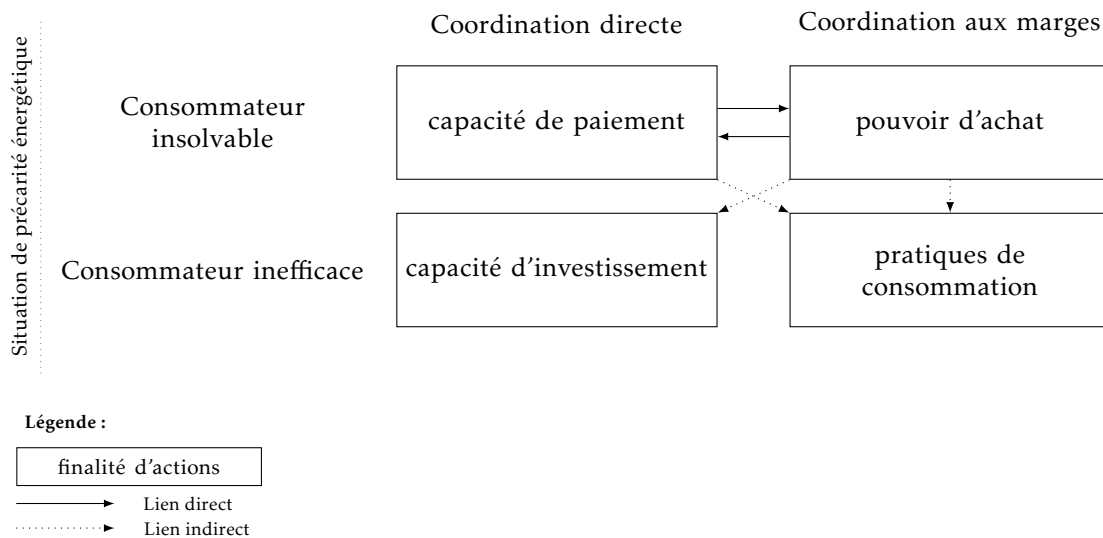 Situation de précarité énergétique
Coordination directe
Coordination aux marges
Consommateur
insolvable
capacité de paiement
pouvoir d'achat
Consommateur inefficace
capacité d'investissement
pratiques de
consommation
Légende :
finalité d'actions
Lien direct
Lien indirect